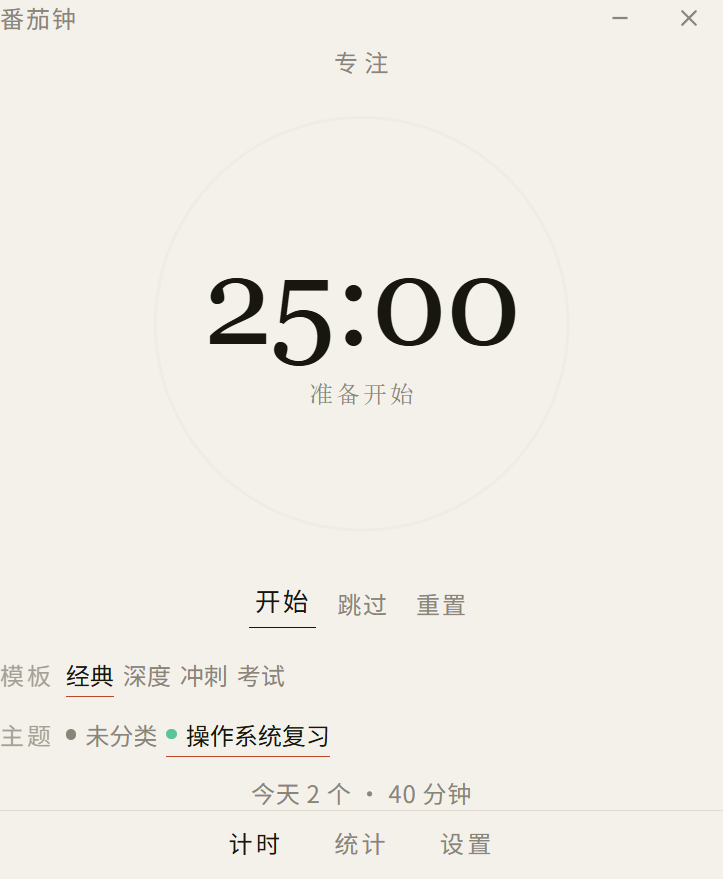 番茄钟
专注
25:00
准备开始
开始 跳过 重置
模板 经典 深度 冲刺 考试
主题 未分类 操作系统复习
今天 2 个 · 40 分钟
计时 统计 设置